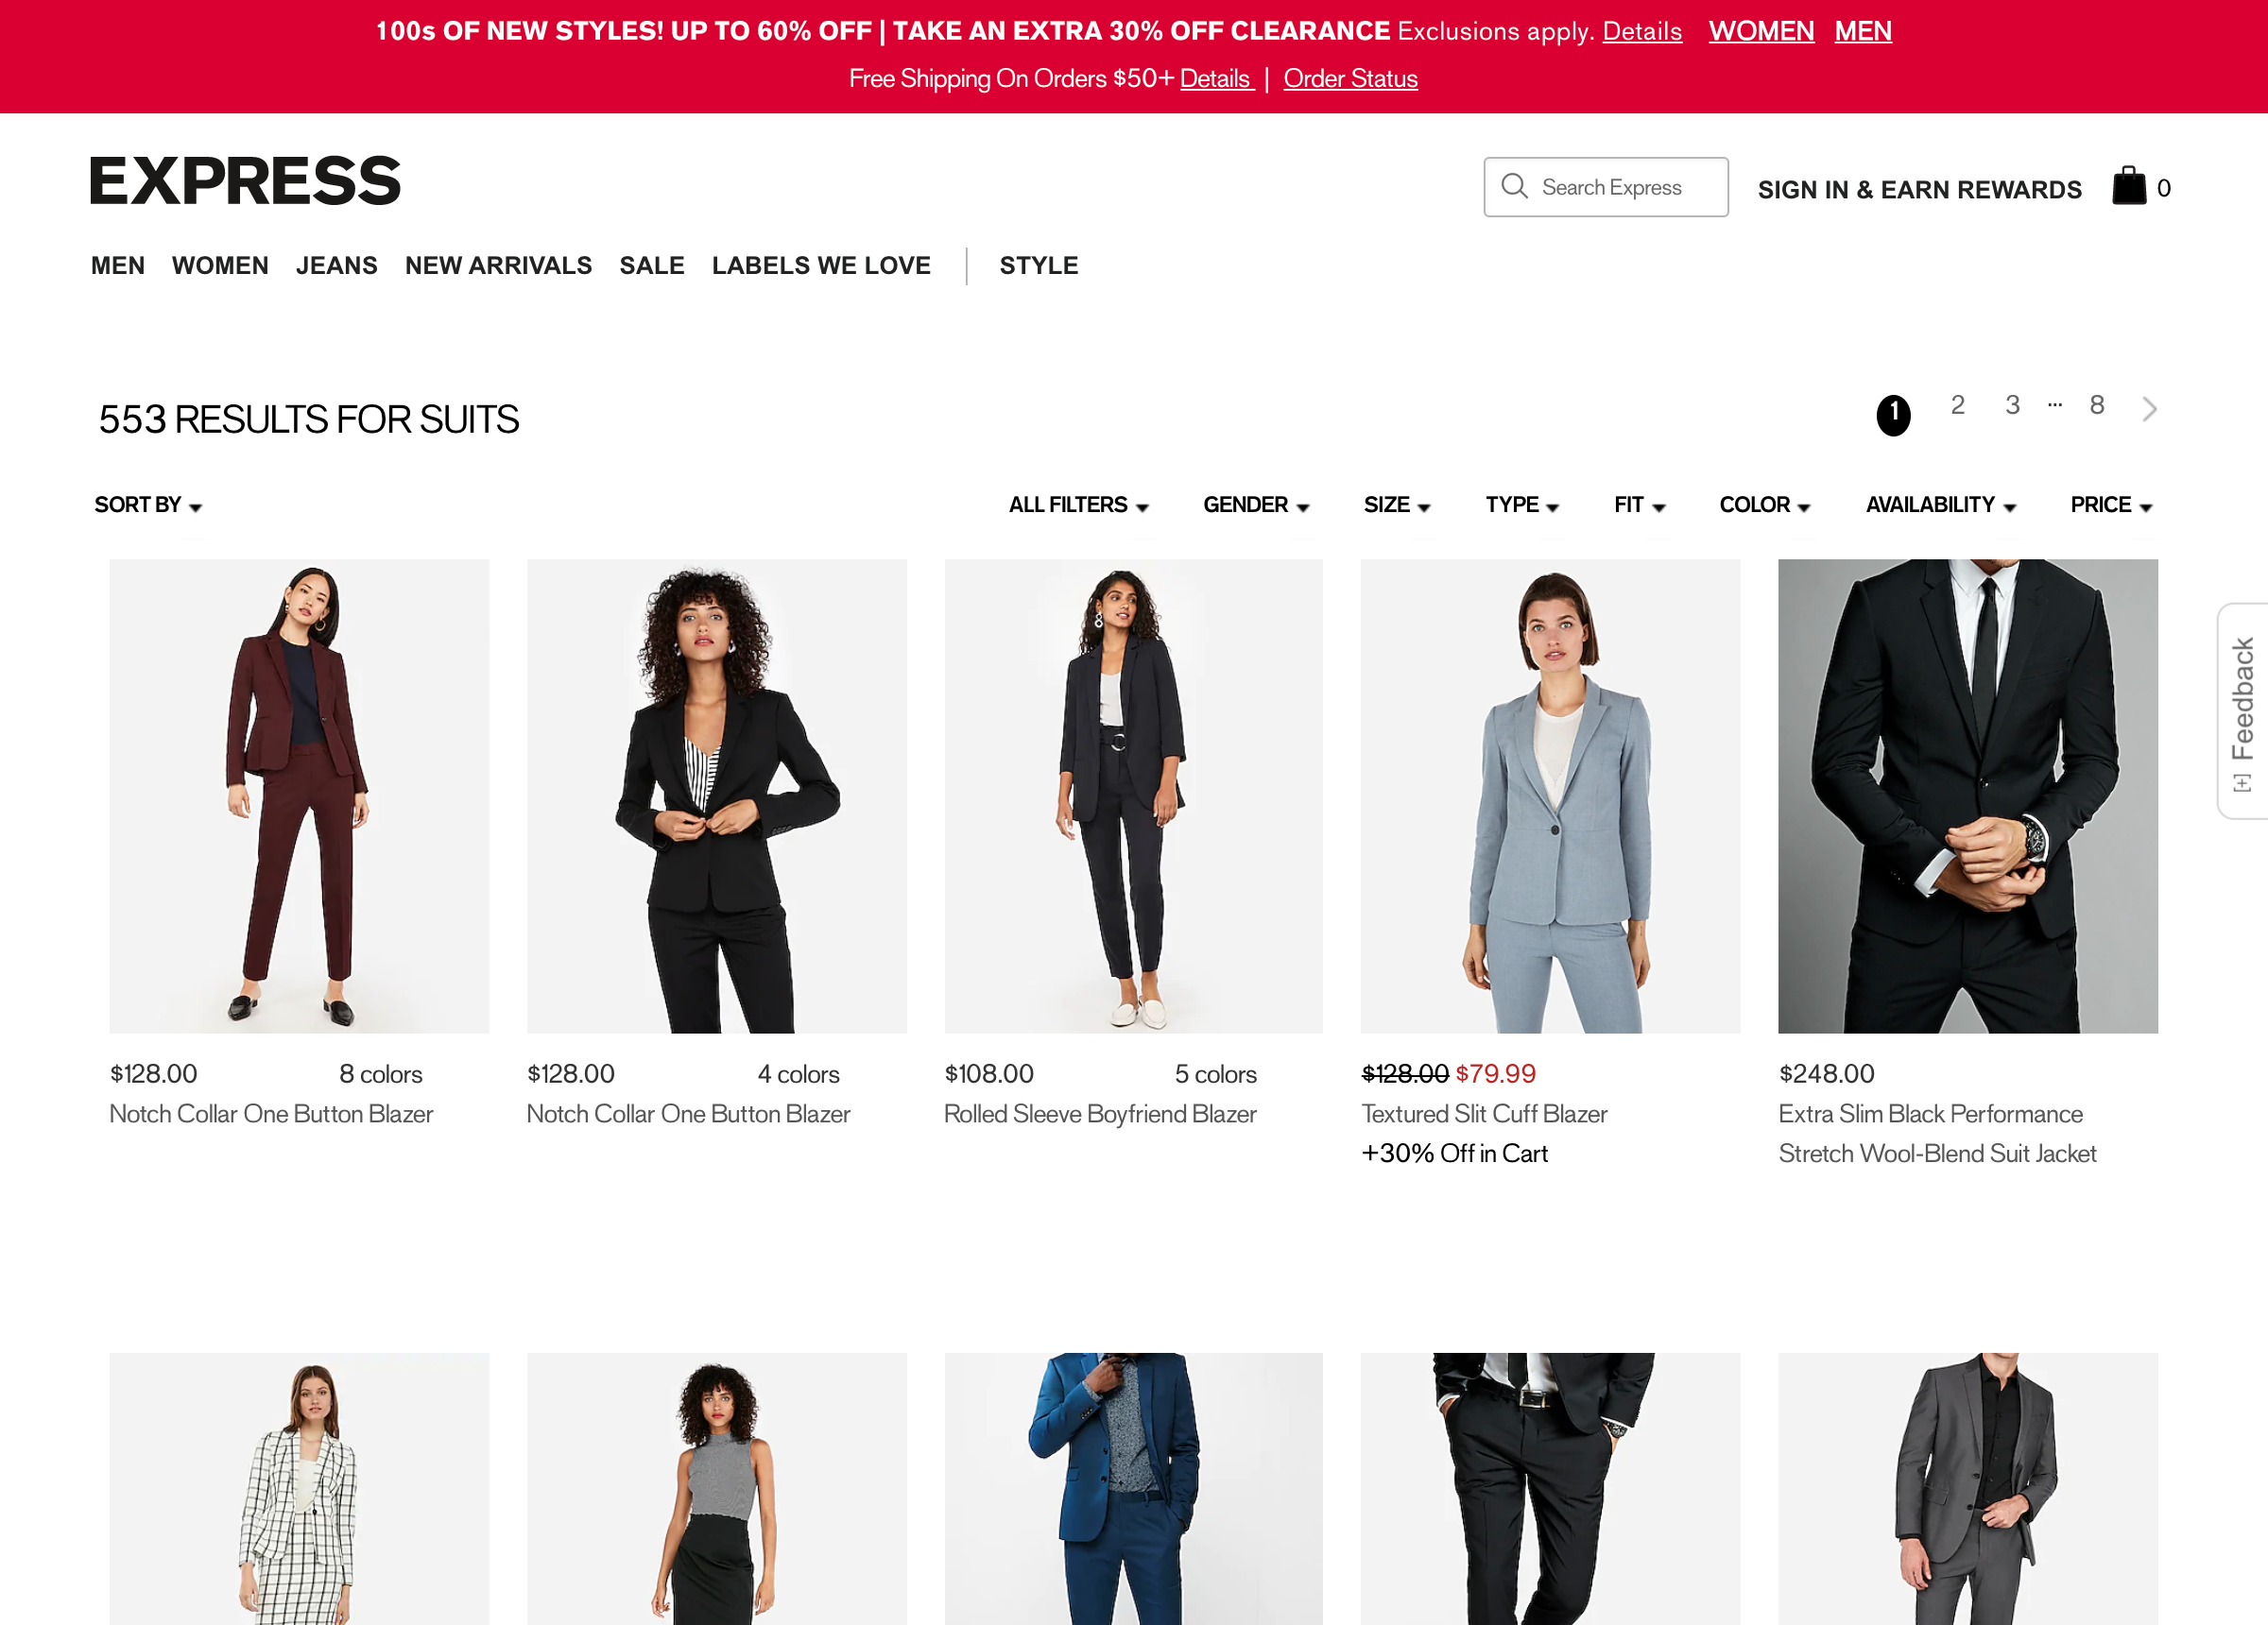 100s OF NEW STYLES! UP TO 60% OFF | TAKE AN EXTRA 30% OFF CLEARANCE Exclusions apply. Details WOMEN MEN
Free Shipping On Orders $50+ Details | Order Status
EXPRESS
Search Express
SIGN IN & EARN REWARDS
0
MEN WOMEN JEANS NEW ARRIVALS SALE LABELS WE LOVE | STYLE
553 RESULTS FOR SUITS
1 2 3 ... 8
SORT BY
ALL FILTERS GENDER SIZE TYPE FIT COLOR AVAILABILITY PRICE
[+] Feedback
$128.00 8 colors
Notch Collar One Button Blazer
$128.00 4 colors
Notch Collar One Button Blazer
$108.00 5 colors
Rolled Sleeve Boyfriend Blazer
$128.00 $79.99
Textured Slit Cuff Blazer
+30% Off in Cart
$248.00
Extra Slim Black Performance
Stretch Wool-Blend Suit Jacket